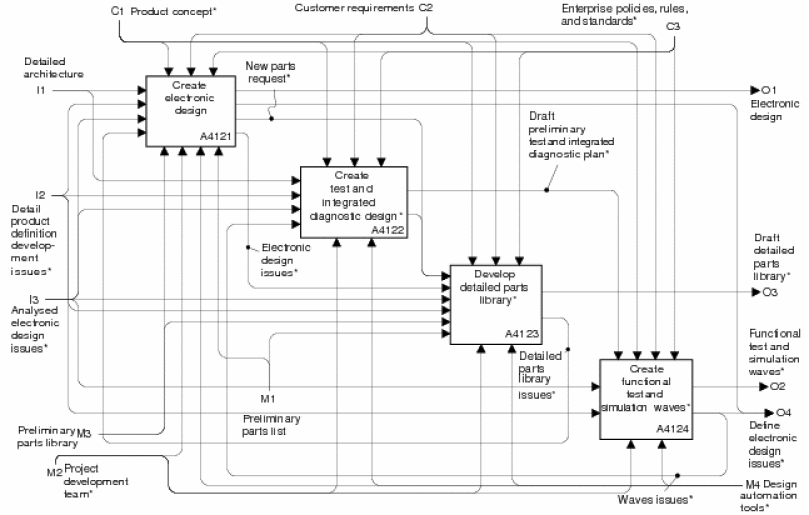 C1 Product concept*
Customer requirements C2
Enterprise policies, rules,
and standards*
C3
Detailed
architecture
I1
Create
electronic
design
A4121
New parts
request*
O1
Electronic
design
Draft
preliminary
test and integrated
diagnostic plan*
I2
Detail
product
definition
develop-
ment
issues*
Create
test and
integrated
diagnostic design*
A4122
Electronic
design
issues*
Draft
detailed
parts
library*
O3
I3
Analysed
electronic
design
issues*
Develop
detailed parts
library*
A4123
Detailed
parts
library
issues*
Functional
test and
simulation
waves*
O2
Create
functional
test and
simulation waves*
A4124
M1
Preliminary
parts list
O4
Define
electronic
design
issues*
Preliminary M3
parts library
M2 Project
development
team*
Waves issues*
M4 Design
automation
tools*